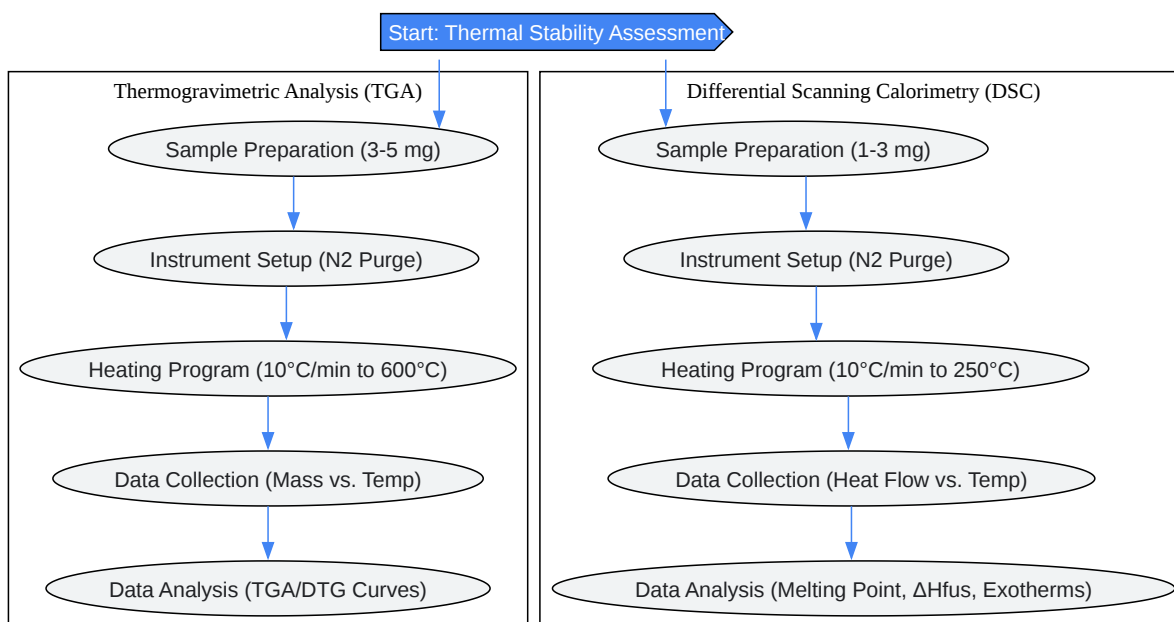 Start: Thermal Stability Assessment
Thermogravimetric Analysis (TGA)
Sample Preparation (3-5 mg)
Instrument Setup (N2 Purge)
Heating Program (10°C/min to 600°C)
Data Collection (Mass vs. Temp)
Data Analysis (TGA/DTG Curves)
Differential Scanning Calorimetry (DSC)
Sample Preparation (1-3 mg)
Instrument Setup (N2 Purge)
Heating Program (10°C/min to 250°C)
Data Collection (Heat Flow vs. Temp)
Data Analysis (Melting Point, ΔHfus, Exotherms)